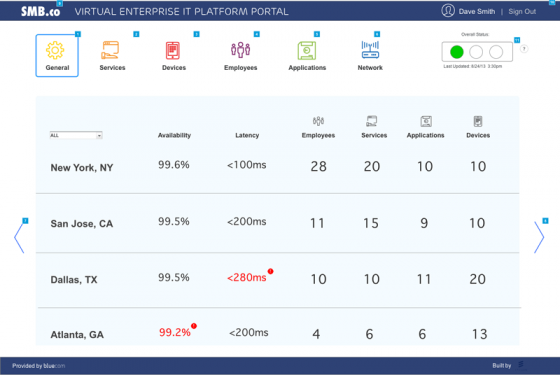 SMB.co VIRTUAL ENTERPRISE IT PLATFORM PORTAL Dave Smith | Sign Out
Overall Status
General Services Devices Employees Applications Network
Last Updated: 8/24/13 3:30pm
?
ALL Availability Latency Employees Services Applications Devices
New York, NY 99.6% <100ms 28 20 10 10
San Jose, CA 99.5% <200ms 11 15 9 10
Dallas, TX 99.5% <280ms 10 10 11 20
Atlanta, GA 99.2% <200ms 4 6 6 13
Provided by bluecom Built by